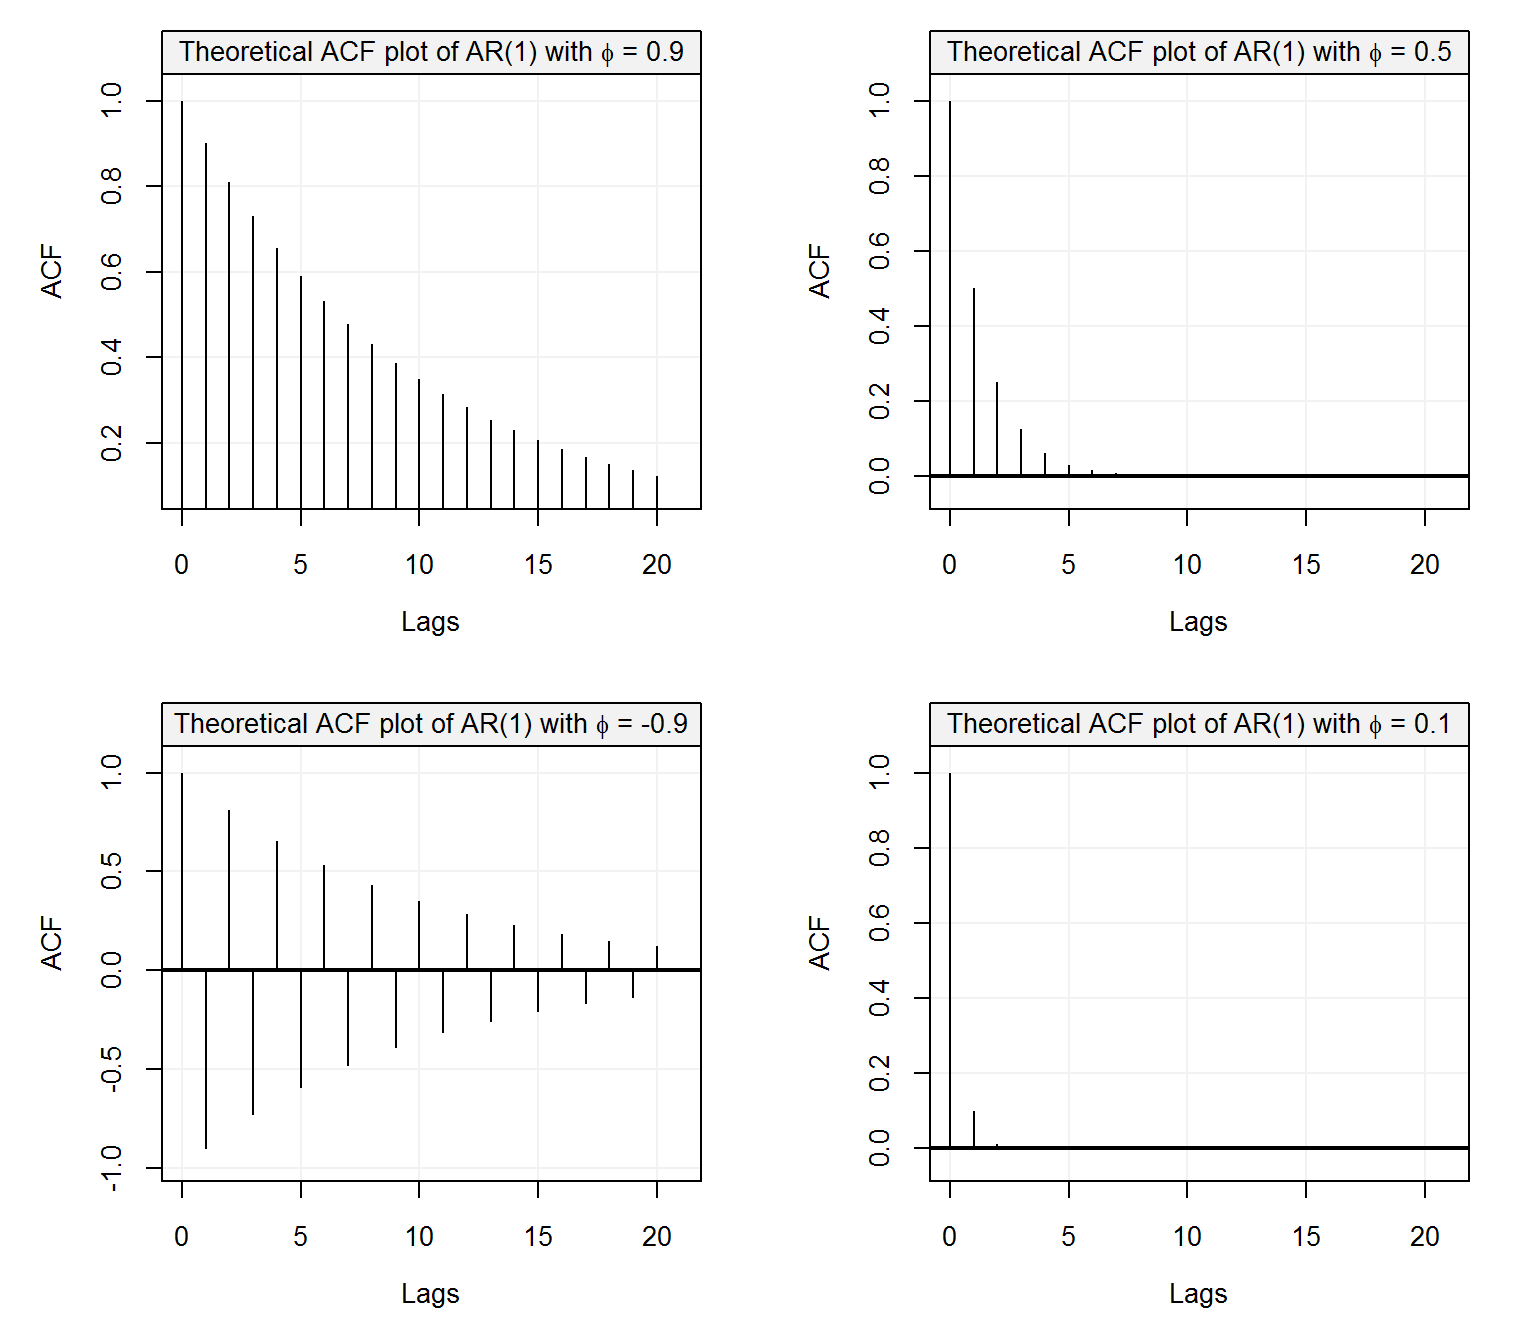 Theoretical ACF plot of AR(1) with ϕ = 0.9
1.0
0.8
0.6
0.4
0.2
ACF
0 5 10 15 20
Lags
Theoretical ACF plot of AR(1) with ϕ = 0.5
1.0
0.8
0.6
0.4
0.2
0.0
ACF
0 5 10 15 20
Lags
Theoretical ACF plot of AR(1) with ϕ = -0.9
1.0
0.5
0.0
-0.5
-1.0
ACF
0 5 10 15 20
Lags
Theoretical ACF plot of AR(1) with ϕ = 0.1
1.0
0.8
0.6
0.4
0.2
0.0
ACF
0 5 10 15 20
Lags